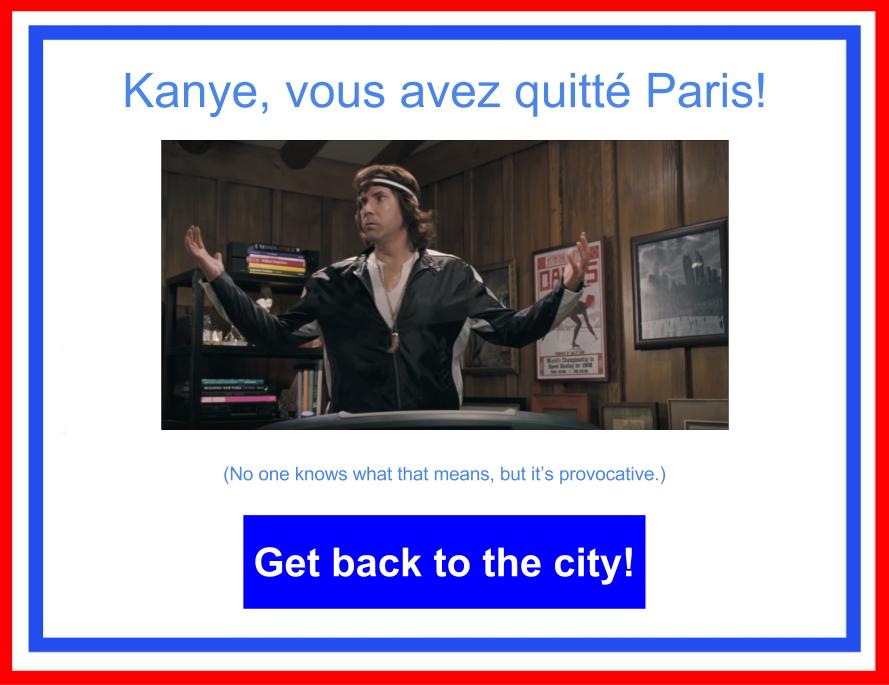 Kanye, vous avez quitté Paris!
(No one knows what that means, but it's provocative.)
Get back to the city!